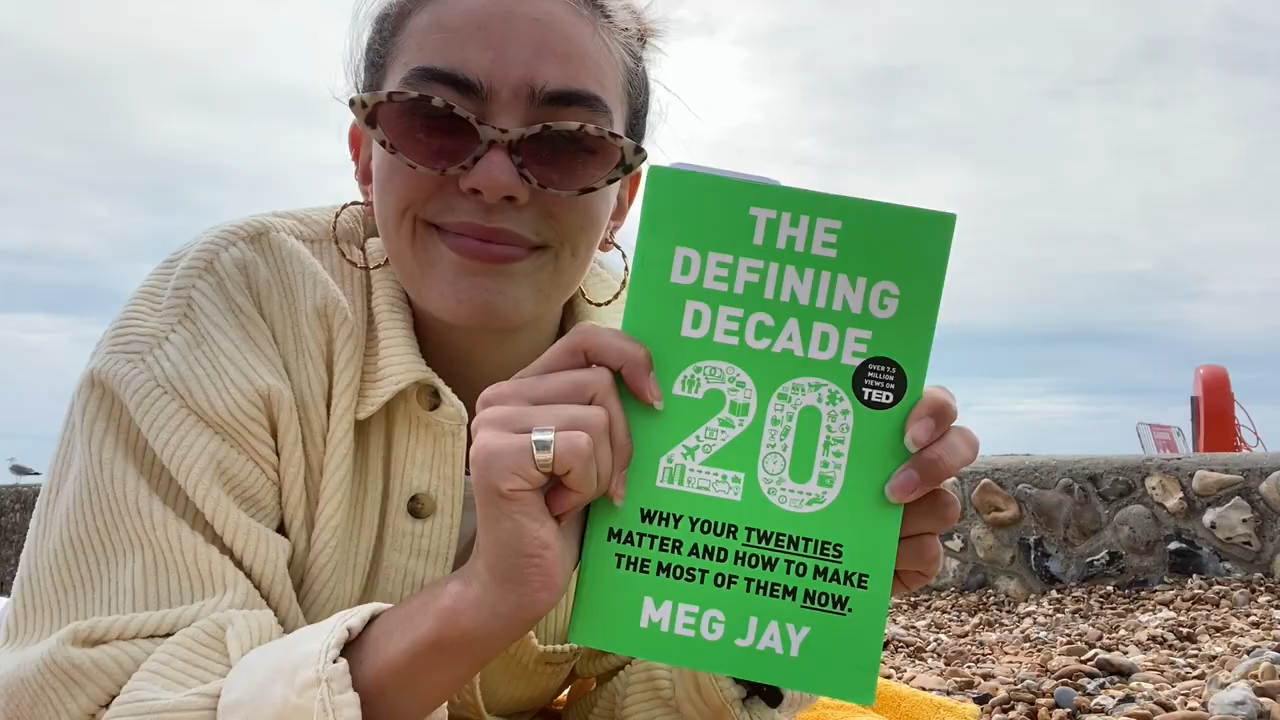 THE
DEFINING
DECADE
OVER 7.5
MILLION
VIEWS ON
TED
20
WHY YOUR TWENTIES
MATTER AND HOW TO MAKE
THE MOST OF THEM NOW.
MEG JAY